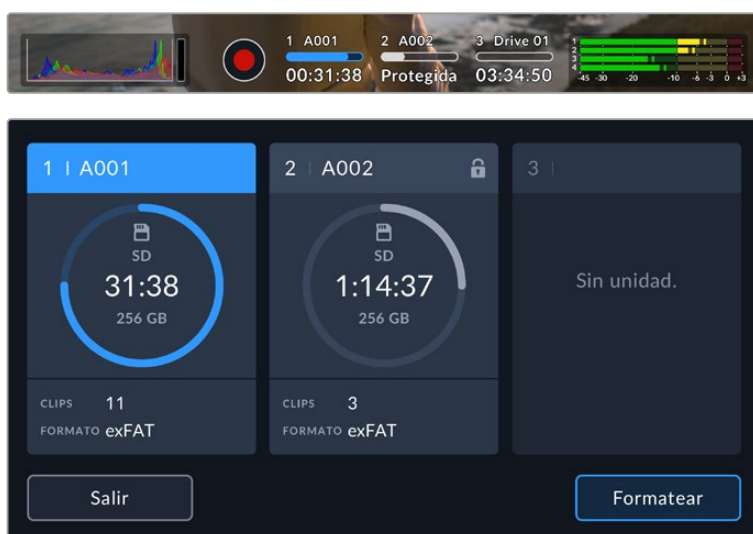 1 A001 2 A002 3 Drive 01
00:31:38 Protegida 03:34:50
1
2
3
4
-45 -30 -20 -10 -6 -3 0 +3
1 | A001 2 | A002 3 |
SD SD
31:38 1:14:37 Sin unidad.
256 GB 256 GB
CLIPS 11 CLIPS 3
FORMATO exFAT FORMATO exFAT
Salir Formatear